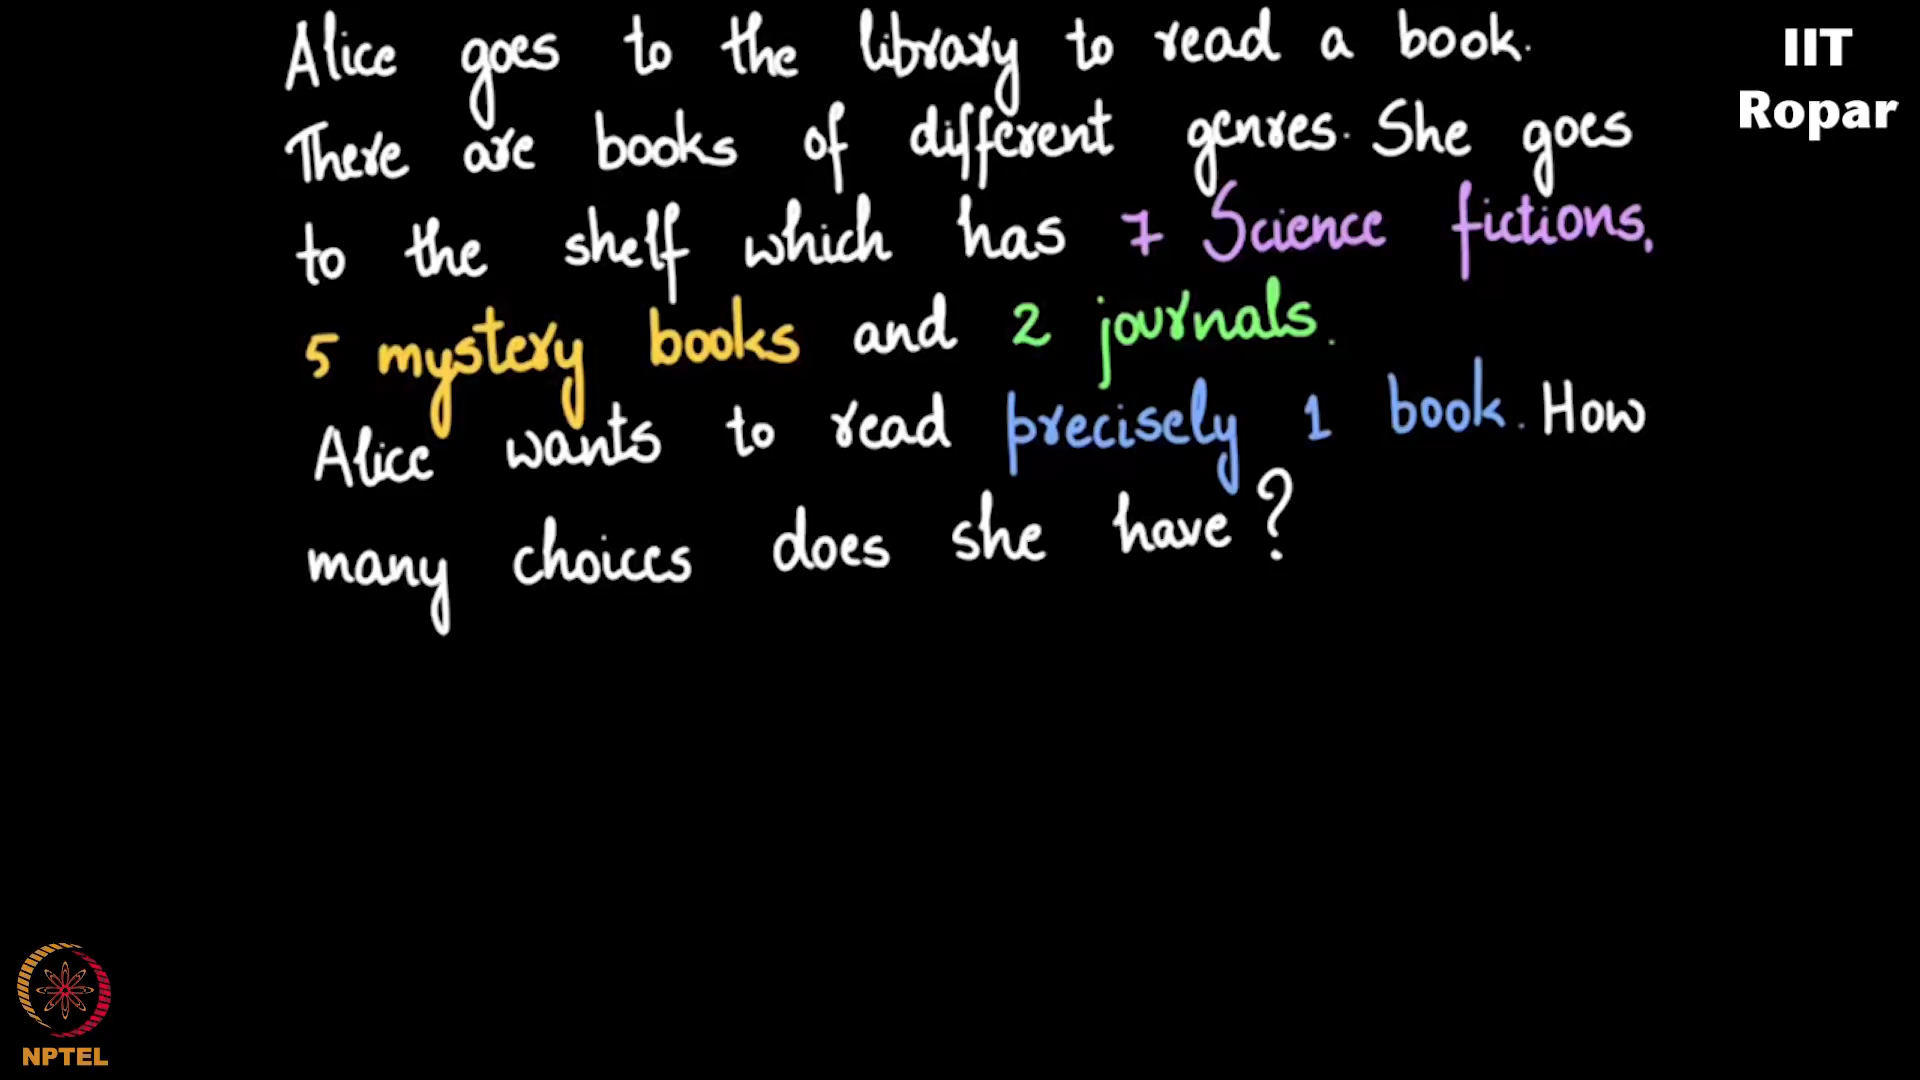 Alice goes to the library to read a book.
There are books of different genres. She goes
to the shelf which has 7 Science fictions,
5 mystery books and 2 journals.
Alice wants to read precisely 1 book. How
many choices does she have?
IIT
Ropar
NPTEL